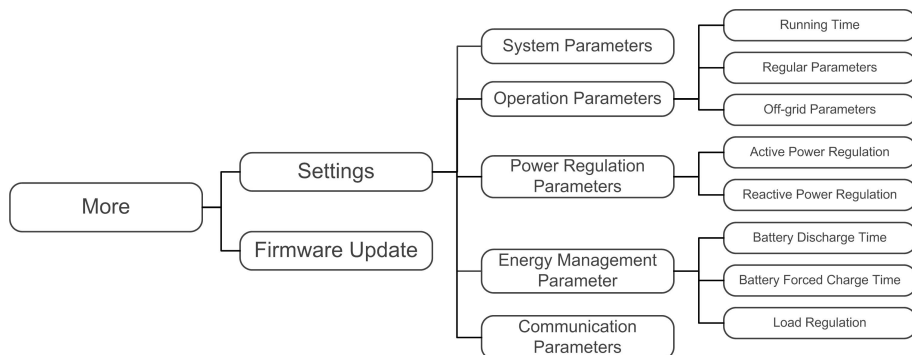 More
Settings
Firmware Update
System Parameters
Operation Parameters
Power Regulation
Parameters
Energy Management
Parameter
Communication
Parameters
Running Time
Regular Parameters
Off-grid Parameters
Active Power Regulation
Reactive Power Regulation
Battery Discharge Time
Battery Forced Charge Time
Load Regulation